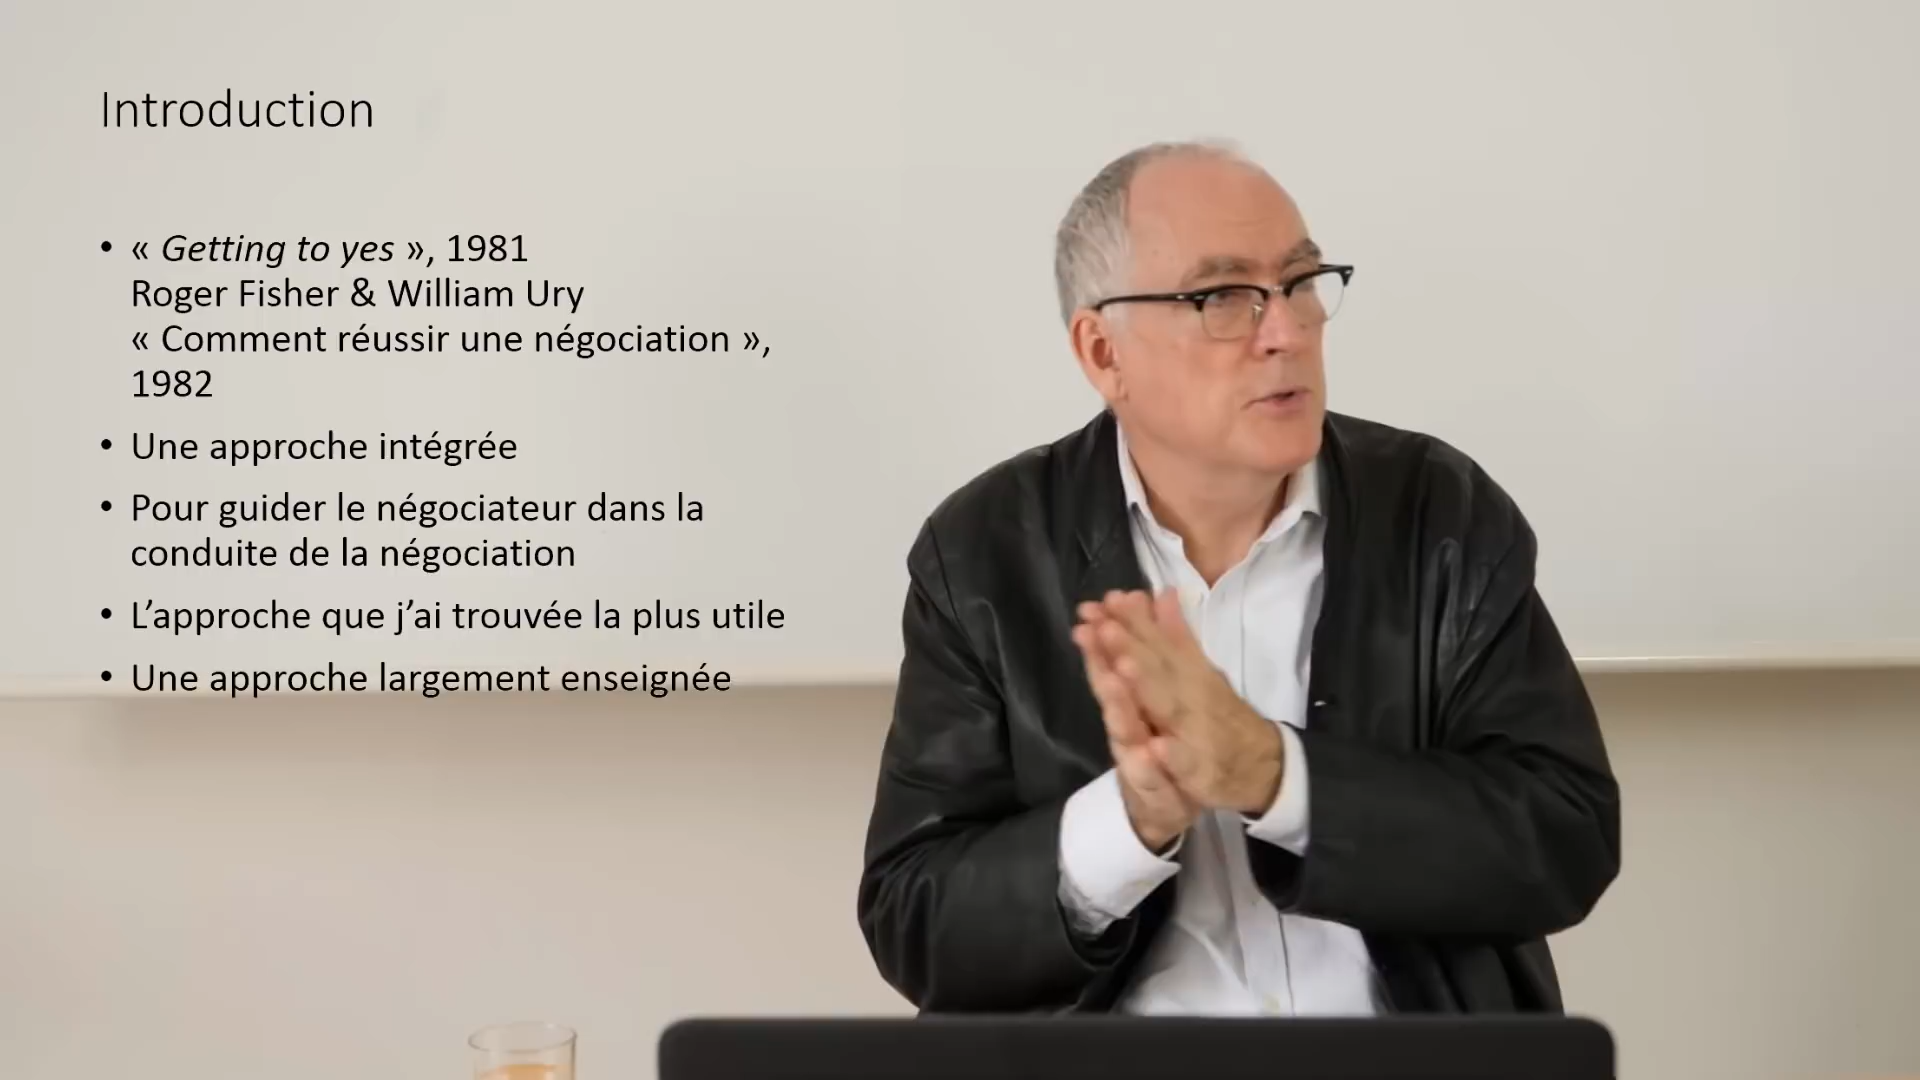 Introduction
• « Getting to yes », 1981
Roger Fisher & William Ury
« Comment réussir une négociation »,
1982
• Une approche intégrée
• Pour guider le négociateur dans la
conduite de la négociation
• L’approche que j’ai trouvée la plus utile
• Une approche largement enseignée